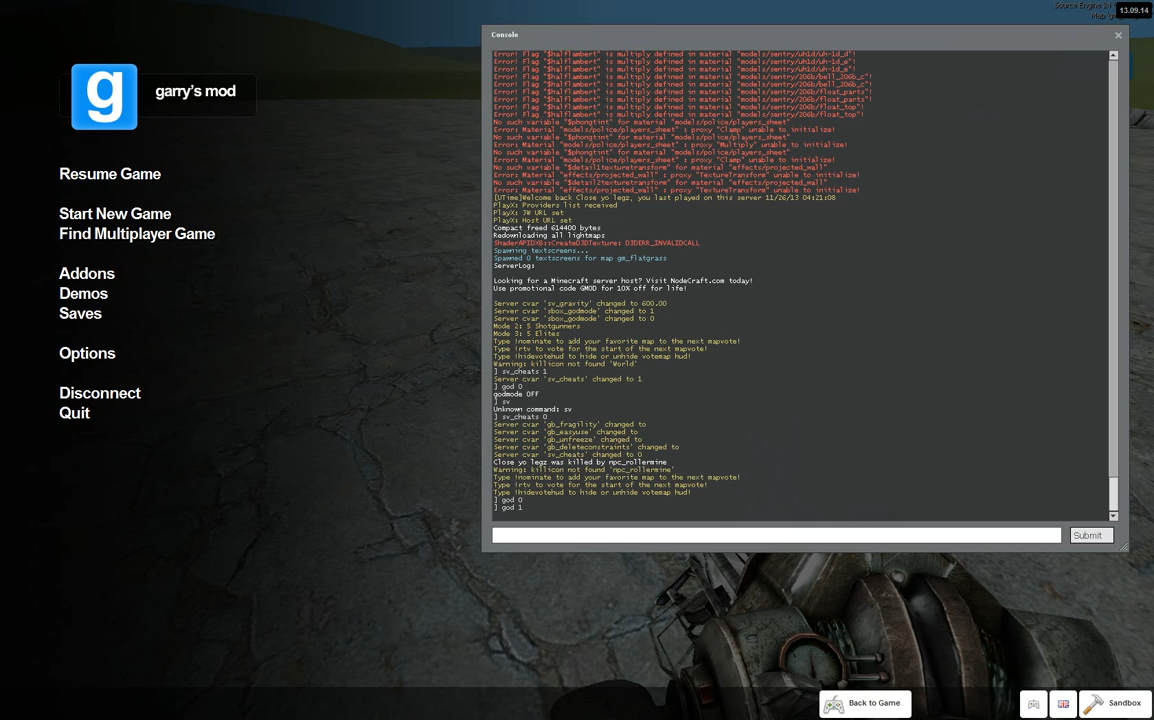 Source Engine 24
13.09.14
Console
garry's mod
Resume Game
Start New Game
Find Multiplayer Game
Addons
Demos
Saves
Options
Disconnect
Quit
Error! Flag "$halflambert" is multiply defined in material "models/sentry/uh1d/uh-1d_d"!
Error! Flag "$halflambert" is multiply defined in material "models/sentry/uh1d/uh-1d_e"!
Error! Flag "$halflambert" is multiply defined in material "models/sentry/uh1d/uh-1d_e"!
Error! Flag "$halflambert" is multiply defined in material "models/sentry/206b/bell_206b_c"!
Error! Flag "$halflambert" is multiply defined in material "models/sentry/206b/bell_206b_c"!
Error! Flag "$halflambert" is multiply defined in material "models/sentry/206b/float_parts"!
Error! Flag "$halflambert" is multiply defined in material "models/sentry/206b/float_parts"!
Error! Flag "$halflambert" is multiply defined in material "models/sentry/206b/float_top"!
Error! Flag "$halflambert" is multiply defined in material "models/sentry/206b/float_top"!
No such variable "$phongtint" for material "models/police/players_sheet"
Error: Material "models/police/players_sheet" : proxy "Clamp" unable to initialize!
No such variable "$phongtint" for material "models/police/players_sheet"
Error: Material "models/police/players_sheet" : proxy "Multiply" unable to initialize!
No such variable "$phongtint" for material "models/police/players_sheet"
Error: Material "models/police/players_sheet" : proxy "Clamp" unable to initialize!
No such variable "$detail1texturetransform" for material "effects/projected_wall"
Error: Material "effects/projected_wall" : proxy "TextureTransform" unable to initialize!
No such variable "$detail2texturetransform" for material "effects/projected_wall"
Error: Material "effects/projected_wall" : proxy "TextureTransform" unable to initialize!
[UTime]Welcome back Close yo legz, you last played on this server 11/26/13 04:21:08
PlayX: Providers list received
PlayX: JW URL set
PlayX: Host URL set
Compact freed 614400 bytes
Redownloading all lightmaps
ShaderAPIDX8::CreateD3DTexture: D3DERR_INVALIDCALL
Spawning textscreens...
Spawned 0 textscreens for map gm_flatgrass
ServerLog:
Looking for a Minecraft server host? Visit NodeCraft.com today!
Use promotional code GMOD for 10% off for life!
Server cvar 'sv_gravity' changed to 600.00
Server cvar 'sbox_godmode' changed to 1
Server cvar 'sbox_godmode' changed to 0
Mode 2: 5 Shotgunners
Mode 3: 5 Elites
Type !nominate to add your favorite map to the next mapvote!
Type !rtv to vote for the start of the next mapvote!
Type !hidevotehud to hide or unhide votemap hud!
Warning: killicon not found 'World'
] sv_cheats 1
Server cvar 'sv_cheats' changed to 1
] god 0
godmode OFF
] sv
Unknown command: sv
] sv_cheats 0
Server cvar 'gb_fragility' changed to
Server cvar 'gb_easyuse' changed to
Server cvar 'gb_unfreeze' changed to
Server cvar 'gb_deleteconstraints' changed to
Server cvar 'sv_cheats' changed to 0
Close yo legz was killed by npc_rollermine
Warning: killicon not found 'npc_rollermine'
Type !nominate to add your favorite map to the next mapvote!
Type !rtv to vote for the start of the next mapvote!
Type !hidevotehud to hide or unhide votemap hud!
] god 0
] god 1
Submit
Back to Game
Sandbox